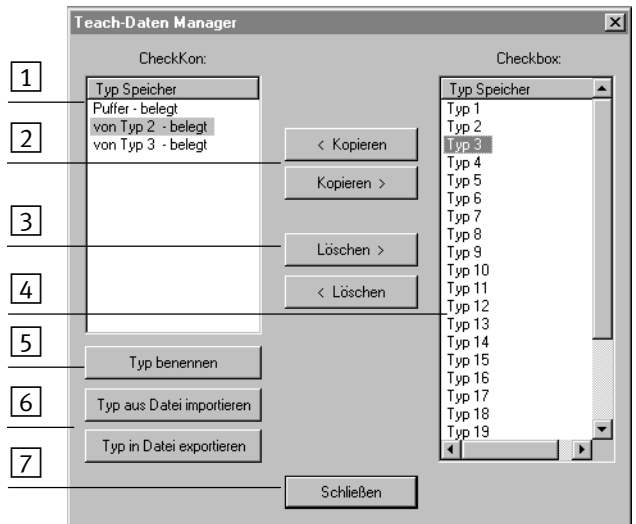 Teach-Daten Manager
CheckKon:
Checkbox:
1
Typ Speicher
Puffer - belegt
von Typ 2 - belegt
von Typ 3 - belegt
2
< Kopieren
Kopieren >
3
Löschen >
< Löschen
4
Typ Speicher
Typ 1
Typ 2
Typ 3
Typ 4
Typ 5
Typ 6
Typ 7
Typ 8
Typ 9
Typ 10
Typ 11
Typ 12
Typ 13
Typ 14
Typ 15
Typ 16
Typ 17
Typ 18
Typ 19
5
Typ benennen
6
Typ aus Datei importieren
Typ in Datei exportieren
7
Schließen